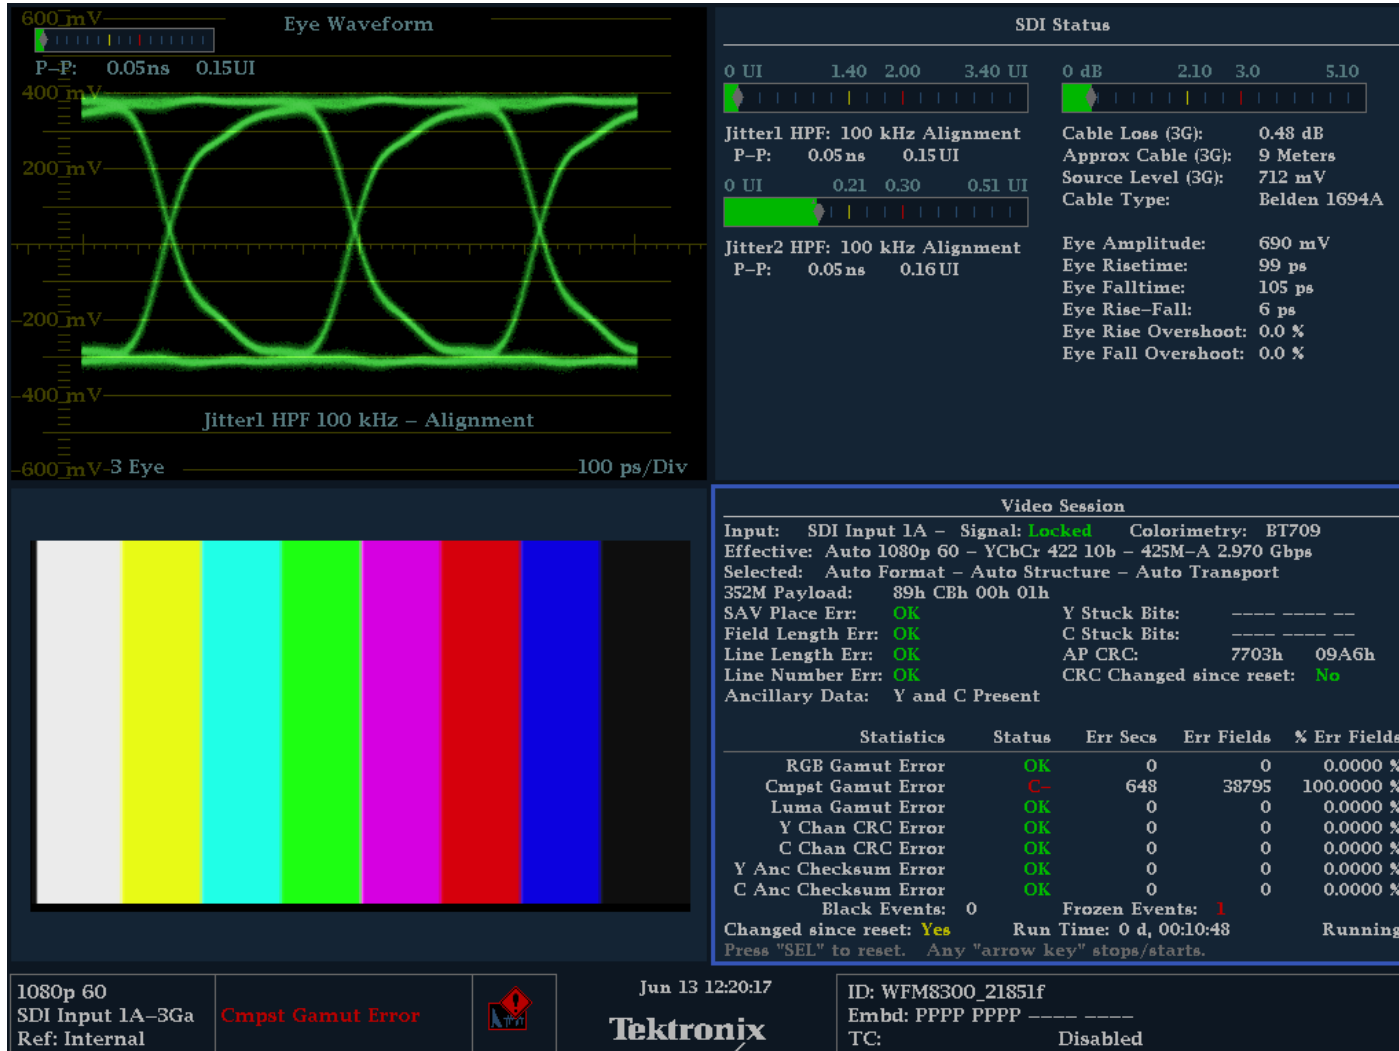 600 mV
Eye Waveform
P-P: 0.05ns 0.15UI
400 mV
200 mV
-200 mV
-400 mV
Jitter1 HPF 100 kHz - Alignment
-600 mV 3 Eye 100 ps/Div
SDI Status
0 UI 1.40 2.00 3.40 UI
Jitter1 HPF: 100 kHz Alignment
P-P: 0.05ns 0.15UI
0 UI 0.21 0.30 0.51 UI
Jitter2 HPF: 100 kHz Alignment
P-P: 0.05ns 0.16UI
0 dB 2.10 3.0 5.10
Cable Loss (3G): 0.48 dB
Approx Cable (3G): 9 Meters
Source Level (3G): 712 mV
Cable Type: Belden 1694A
Eye Amplitude: 690 mV
Eye Risetime: 99 ps
Eye Falltime: 105 ps
Eye Rise-Fall: 6 ps
Eye Rise Overshoot: 0.0 %
Eye Fall Overshoot: 0.0 %
Video Session
Input: SDI Input 1A - Signal: Locked Colorimetry: BT709
Effective: Auto 1080p 60 - YCbCr 422 10b - 425M-A 2.970 Gbps
Selected: Auto Format - Auto Structure - Auto Transport
352M Payload: 89h CBh 00h 01h
SAV Place Err: OK Y Stuck Bits: ---- ---- --
Field Length Err: OK C Stuck Bits: ---- ---- --
Line Length Err: OK AP CRC: 7703h 09A6h
Line Number Err: OK CRC Changed since reset: No
Ancillary Data: Y and C Present
Statistics Status Err Secs Err Fields % Err Fields
RGB Gamut Error OK 0 0 0.0000 %
Cmpst Gamut Error C- 648 38795 100.0000 %
Luma Gamut Error OK 0 0 0.0000 %
Y Chan CRC Error OK 0 0 0.0000 %
C Chan CRC Error OK 0 0 0.0000 %
Y Anc Checksum Error OK 0 0 0.0000 %
C Anc Checksum Error OK 0 0 0.0000 %
Black Events: 0 Frozen Events: 1
Changed since reset: Yes Run Time: 0 d, 00:10:48 Running
Press "SEL" to reset. Any "arrow key" stops/starts.
1080p 60
SDI Input 1A-3Ga
Ref: Internal
Cmpst Gamut Error
Jun 13 12:20:17
Tektronix
ID: WFM8300_21851f
Embd: PPPP PPPP ---- ----
TC: Disabled